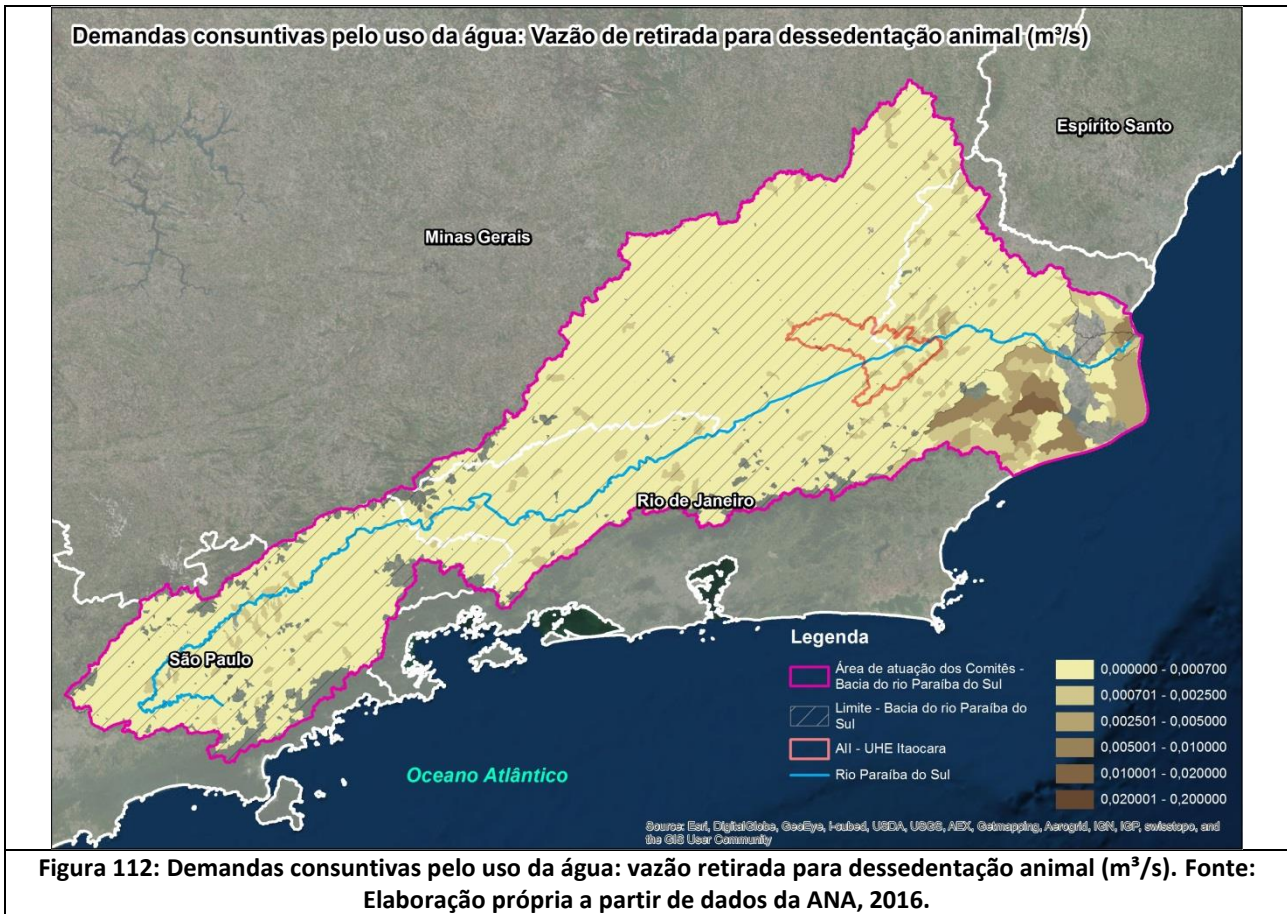 Demandas consuntivas pelo uso da água: Vazão de retirada para dessedentação animal (m³/s)
Espírito Santo
Minas Gerais
Rio de Janeiro
São Paulo
Oceano Atlântico
Legenda
Área de atuação dos Comitês -
Bacia do rio Paraíba do Sul
Limite - Bacia do rio Paraíba do
Sul
AII - UHE Itaocara
Rio Paraíba do Sul
0,000000 - 0,000700
0,000701 - 0,002500
0,002501 - 0,005000
0,005001 - 0,010000
0,010001 - 0,020000
0,020001 - 0,200000
Source: Esri, DigitalGlobe, GeoEye, i-cubed, USDA, USGS, AEX, Getmapping, Aerogrid, IGN, IGP, swisstopo, and
the GIS User Community
Figura 112: Demandas consuntivas pelo uso da água: vazão retirada para dessedentação animal (m³/s). Fonte:
Elaboração própria a partir de dados da ANA, 2016.